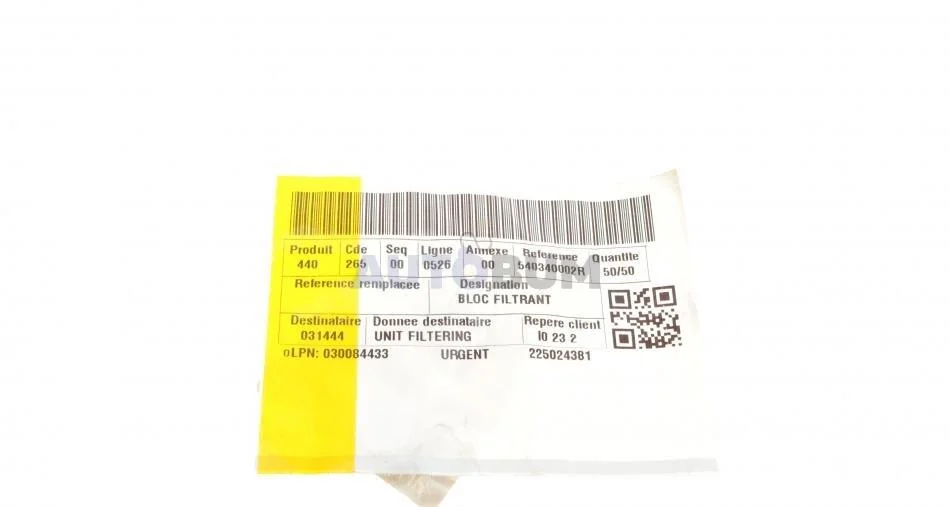 Produit Cde Seq Ligne Annexe Reference Quantite
440 265 00 0526 00 540340002R 50/50
Reference remplacee Designation
BLOC FILTRANT
Destinataire Donnee destinataire Repere client
031444 UNIT FILTERING I0 23 2
oLPN: 030084433 URGENT 225024381
AUTOBUM